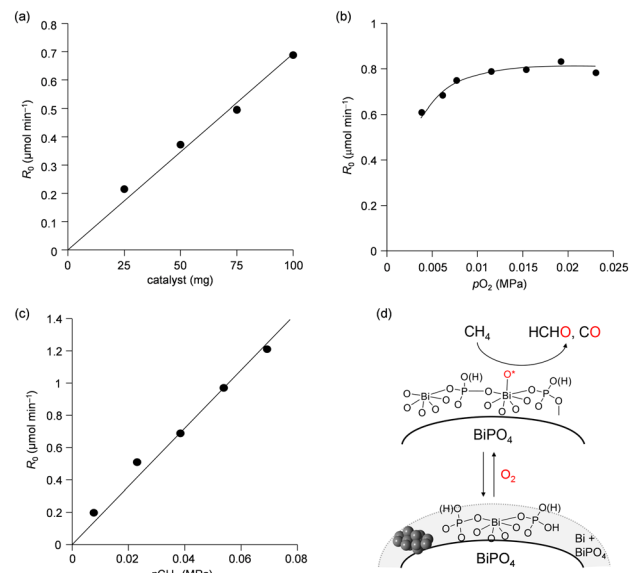 (a)
0.8
0.7
0.6
0.5
0.4
0.3
0.2
0.1
0
R₀ (μmol min⁻¹)
0 25 50 75 100
catalyst (mg)
(b)
1
0.8
0.6
0.4
0.2
0
R₀ (μmol min⁻¹)
0 0.005 0.01 0.015 0.02 0.025
pO₂ (MPa)
(c)
1.4
1.2
1
0.8
0.6
0.4
0.2
0
R₀ (μmol min⁻¹)
0 0.02 0.04 0.06 0.08
(d)
CH₄ HCHO, CO
O*
O(H) O(H)
O Bi O P O Bi O P O
O O O O O O O
BiPO₄
O₂
(H)O O(H)
O O
P Bi P
O O O O OH
Bi +
BiPO₄
BiPO₄